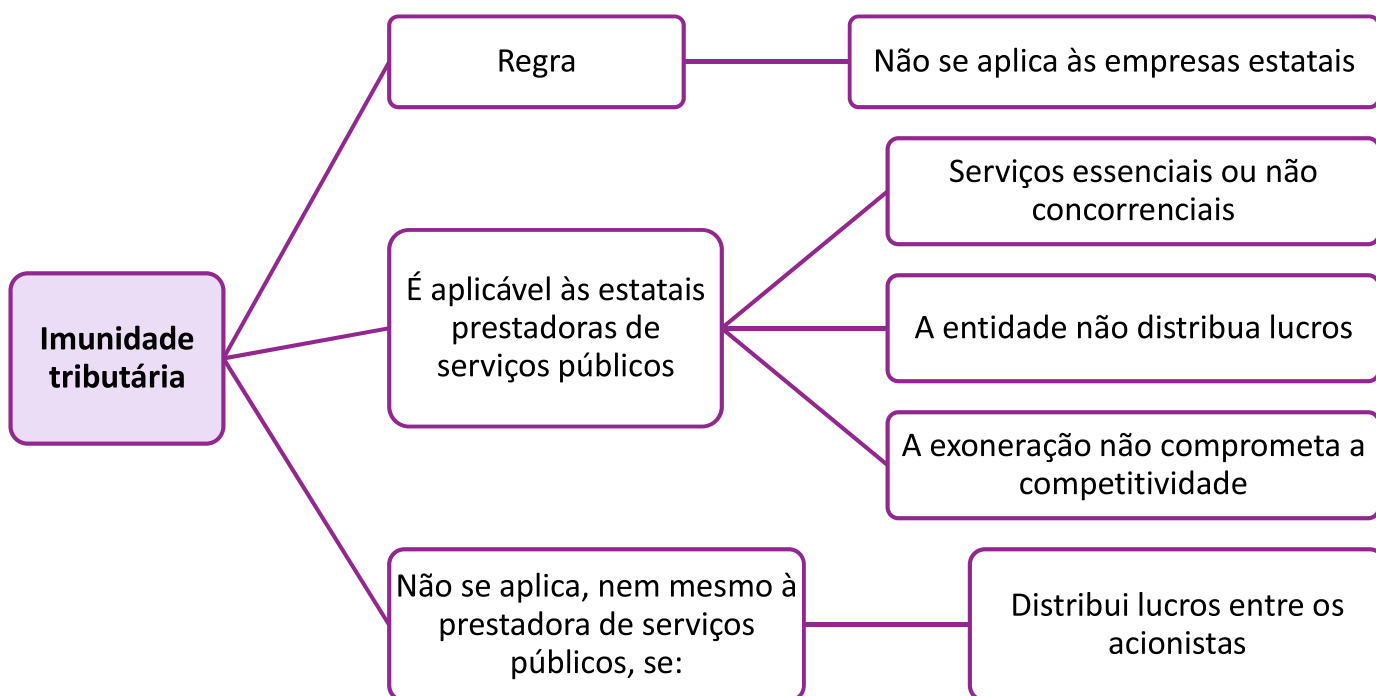 Regra
Não se aplica às empresas estatais
Serviços essenciais ou não
concorrenciais
É aplicável às estatais
prestadoras de
serviços públicos
A entidade não distribua lucros
Imunidade
tributária
A exoneração não comprometa a
competitividade
Não se aplica, nem mesmo à
prestadora de serviços
públicos, se:
Distribui lucros entre os
acionistas